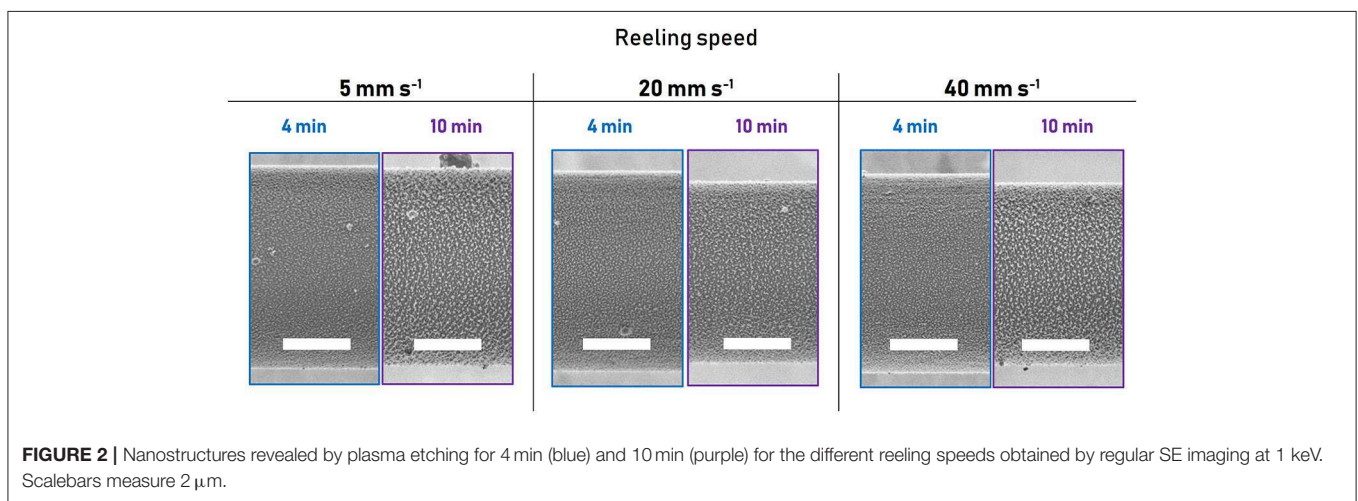 Reeling speed
5 mm s⁻¹ 20 mm s⁻¹ 40 mm s⁻¹
4 min 10 min 4 min 10 min 4 min 10 min
FIGURE 2 | Nanostructures revealed by plasma etching for 4 min (blue) and 10 min (purple) for the different reeling speeds obtained by regular SE imaging at 1 keV.
Scalebars measure 2 μm.